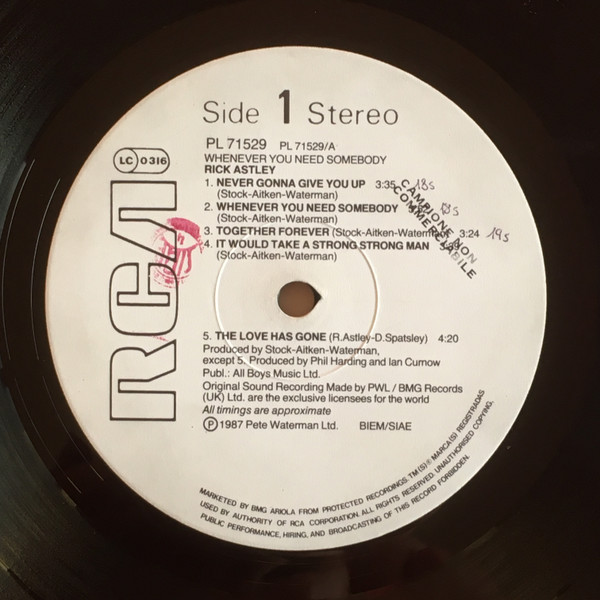 Side 1 Stereo
PL 71529 PL 71529/A
WHENEVER YOU NEED SOMEBODY
RICK ASTLEY
LC 0316
RCA
1. NEVER GONNA GIVE YOU UP 3:35 18s
(Stock-Aitken-Waterman)
2. WHENEVER YOU NEED SOMEBODY
(Stock-Aitken-Waterman)
3. TOGETHER FOREVER (Stock-Aitken-Waterman) 3:24 19s
4. IT WOULD TAKE A STRONG STRONG MAN
(Stock-Aitken-Waterman)
CAMPIONE NON
COMMERCIABILE
5. THE LOVE HAS GONE (R.Astley-D.Spatsley) 4:20
Produced by Stock-Aitken-Waterman,
except 5. Produced by Phil Harding and Ian Curnow
Publ.: All Boys Music Ltd.
Original Sound Recording Made by PWL / BMG Records
(UK) Ltd. are the exclusive licensees for the world
All timings are approximate
Ⓟ 1987 Pete Waterman Ltd. BIEM/SIAE
MARKETED BY BMG ARIOLA FROM PROTECTED RECORDINGS. TM(S) ® MARCA(S) REGISTRADAS
USED BY AUTHORITY OF RCA CORPORATION. ALL RIGHTS RESERVED. UNAUTHORISED COPYING,
PUBLIC PERFORMANCE, HIRING, AND BROADCASTING OF THIS RECORD FORBIDDEN.